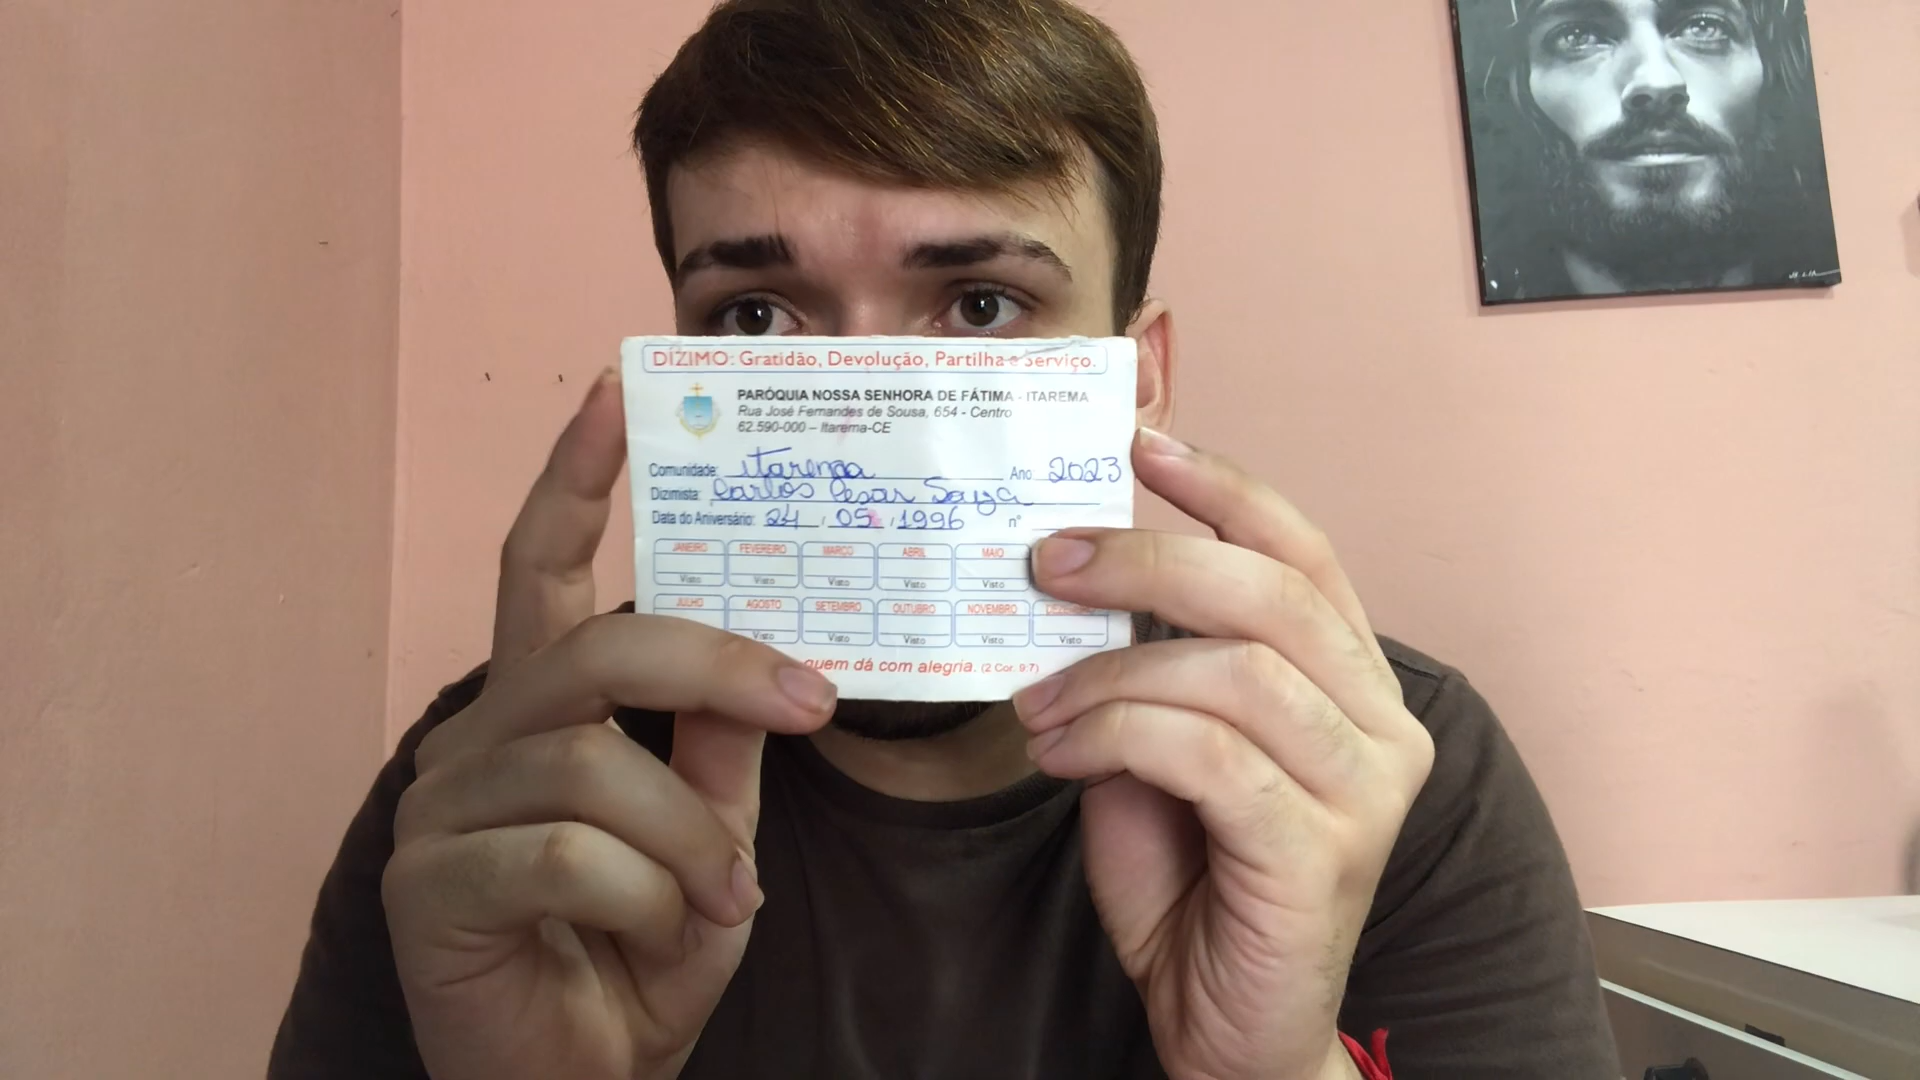 DÍZIMO: Gratidão, Devolução, Partilha e Serviço.
PARÓQUIA NOSSA SENHORA DE FÁTIMA - ITAREMA
Rua José Fernandes de Sousa, 654 - Centro
62.590-000 – Itarema-CE
Comunidade: itarema Ano: 2023
Dizimista: Carlos Cesar Souza
Data do Aniversário: 24 / 05 / 1996 nº
JANEIRO FEVEREIRO MARÇO ABRIL MAIO
Visto Visto Visto Visto Visto
JULHO AGOSTO SETEMBRO OUTUBRO NOVEMBRO DEZEMBRO
Visto Visto Visto Visto Visto
quem dá com alegria. (2 Cor. 9:7)